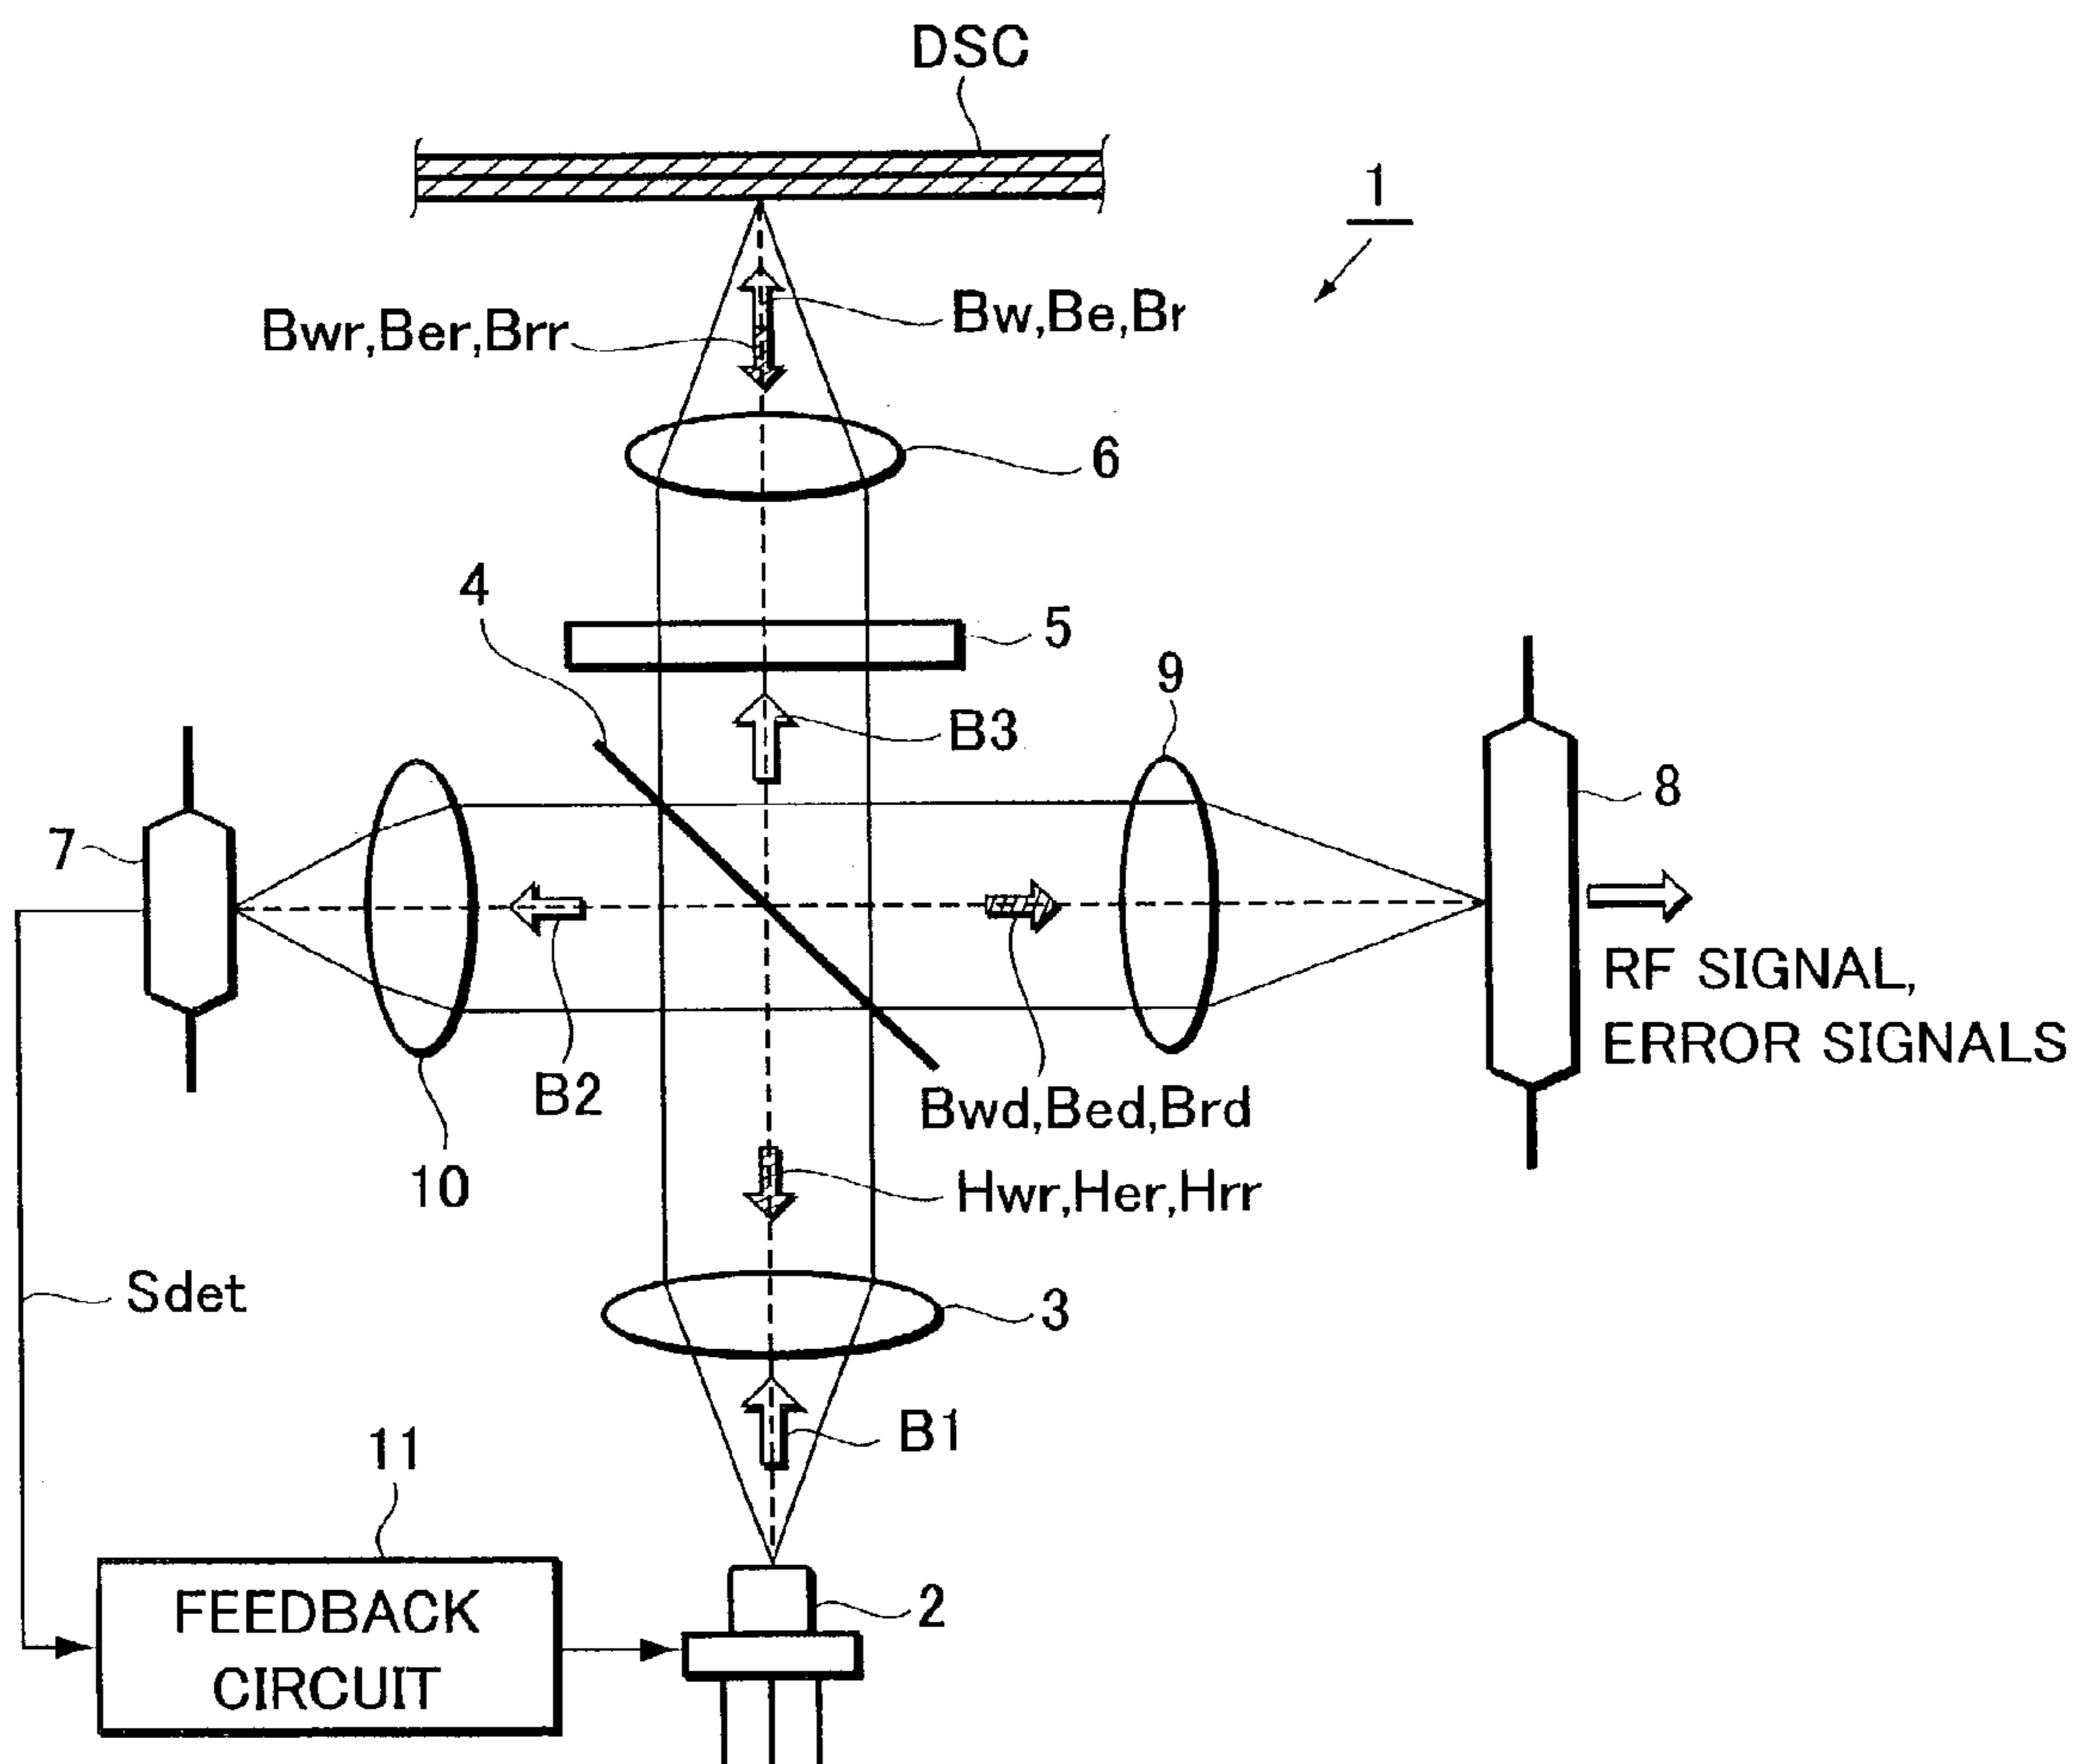 DSC
1
Bw,Be,Br
Bwr,Ber,Brr
6
4
5
9
B3
8
7
RF SIGNAL,
ERROR SIGNALS
B2
Bwd,Bed,Brd
10
Hwr,Her,Hrr
Sdet
3
B1
11
2
FEEDBACK
CIRCUIT